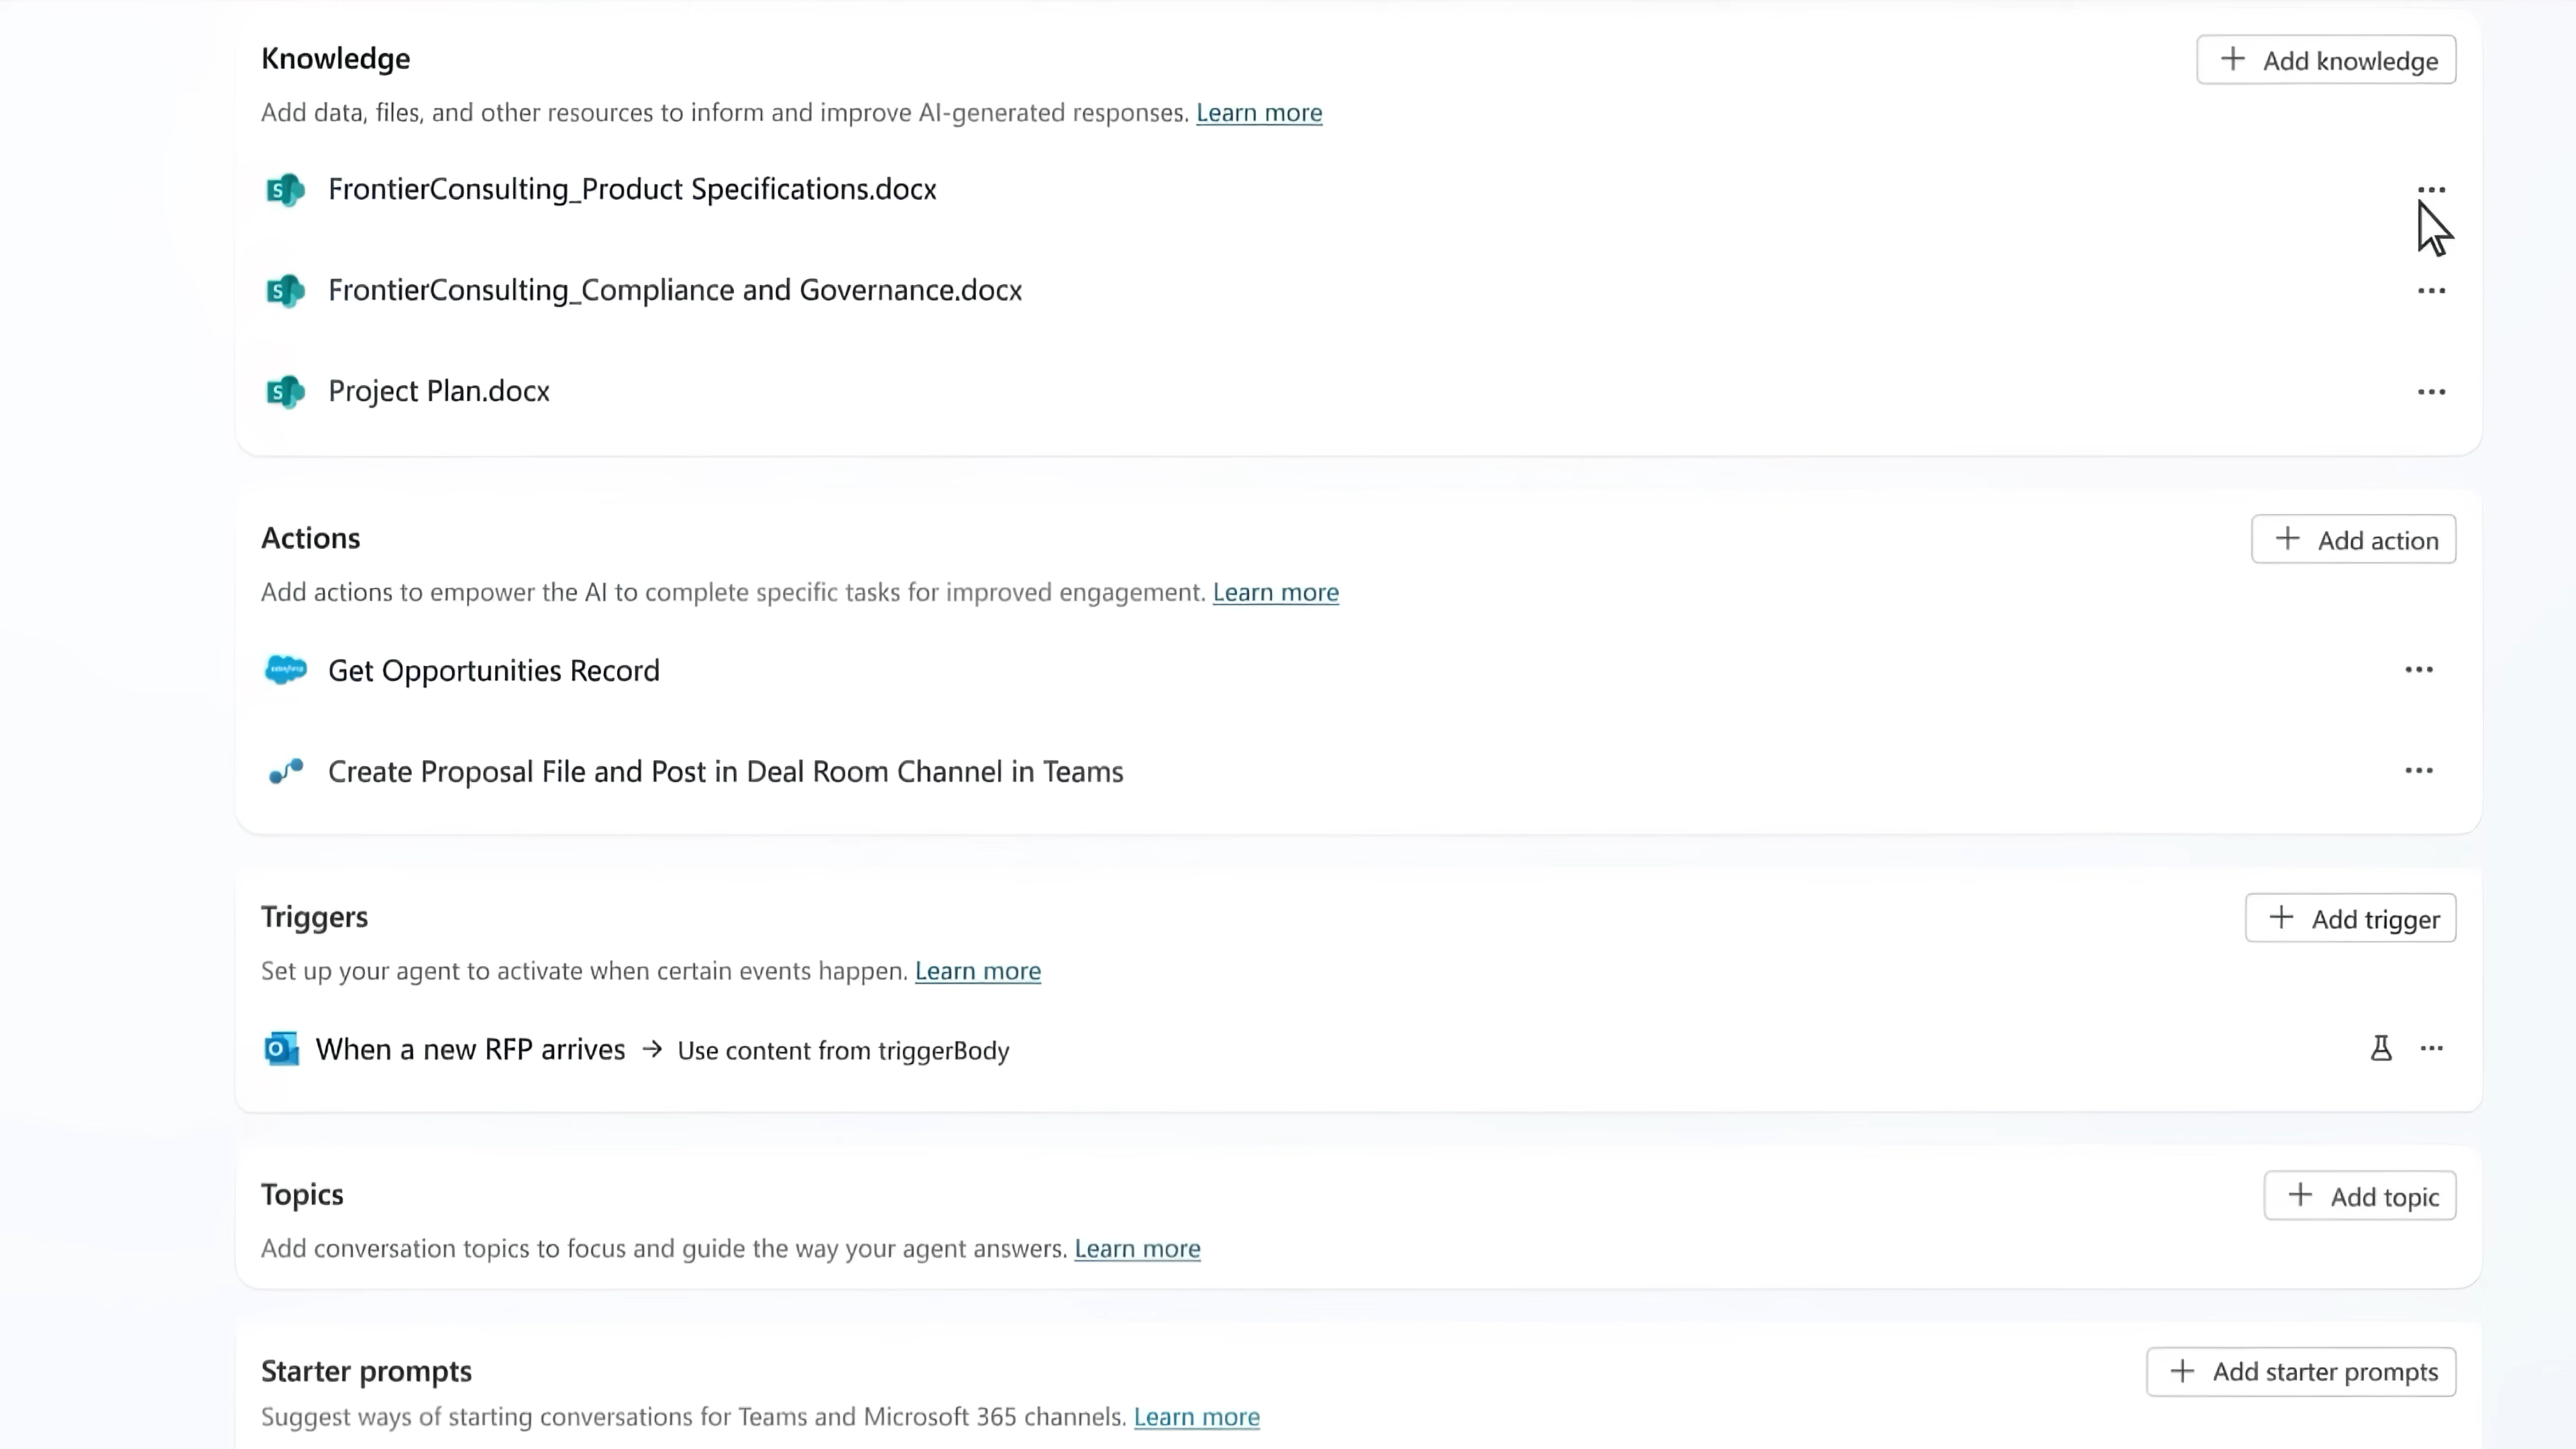 Knowledge
+ Add knowledge
Add data, files, and other resources to inform and improve AI-generated responses. Learn more
FrontierConsulting_Product Specifications.docx
FrontierConsulting_Compliance and Governance.docx
Project Plan.docx
Actions
+ Add action
Add actions to empower the AI to complete specific tasks for improved engagement. Learn more
Get Opportunities Record
Create Proposal File and Post in Deal Room Channel in Teams
Triggers
+ Add trigger
Set up your agent to activate when certain events happen. Learn more
When a new RFP arrives → Use content from triggerBody
Topics
+ Add topic
Add conversation topics to focus and guide the way your agent answers. Learn more
Starter prompts
+ Add starter prompts
Suggest ways of starting conversations for Teams and Microsoft 365 channels. Learn more